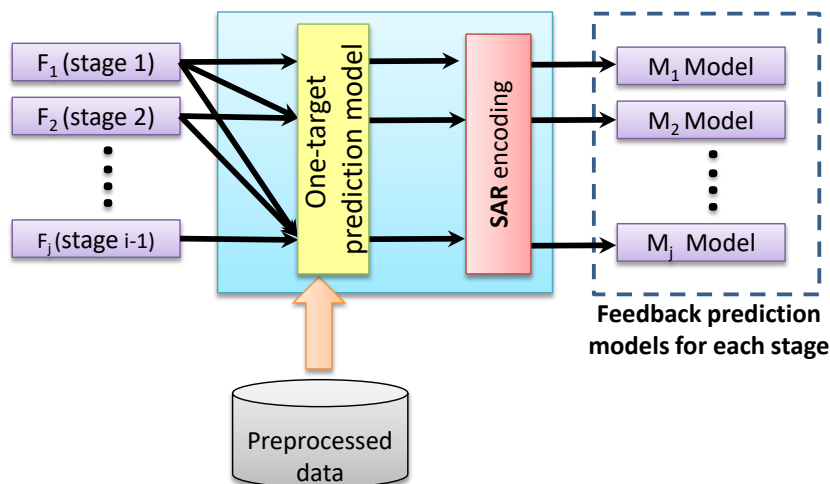 F₁ (stage 1)
F₂ (stage 2)
Fⱼ (stage i-1)
One-target
prediction model
SAR encoding
M₁ Model
M₂ Model
Mⱼ Model
Feedback prediction
models for each stage
Preprocessed
data